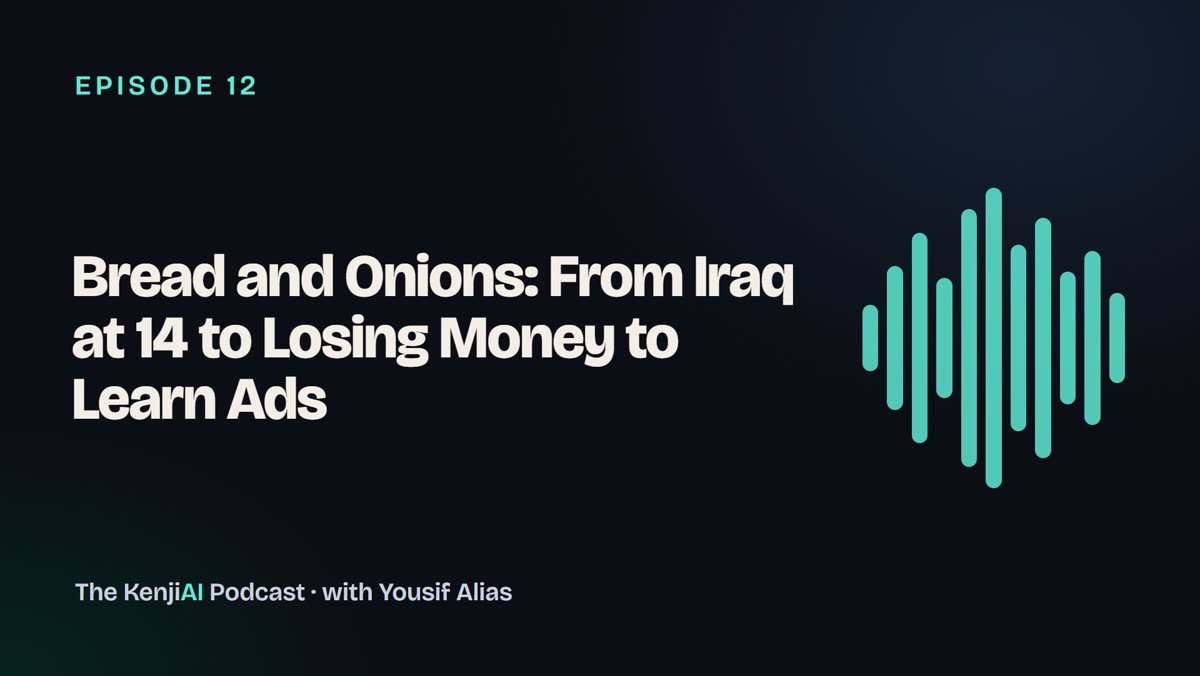 EPISODE 12
Bread and Onions: From Iraq
at 14 to Losing Money to
Learn Ads
The KenjiAI Podcast · with Yousif Alias